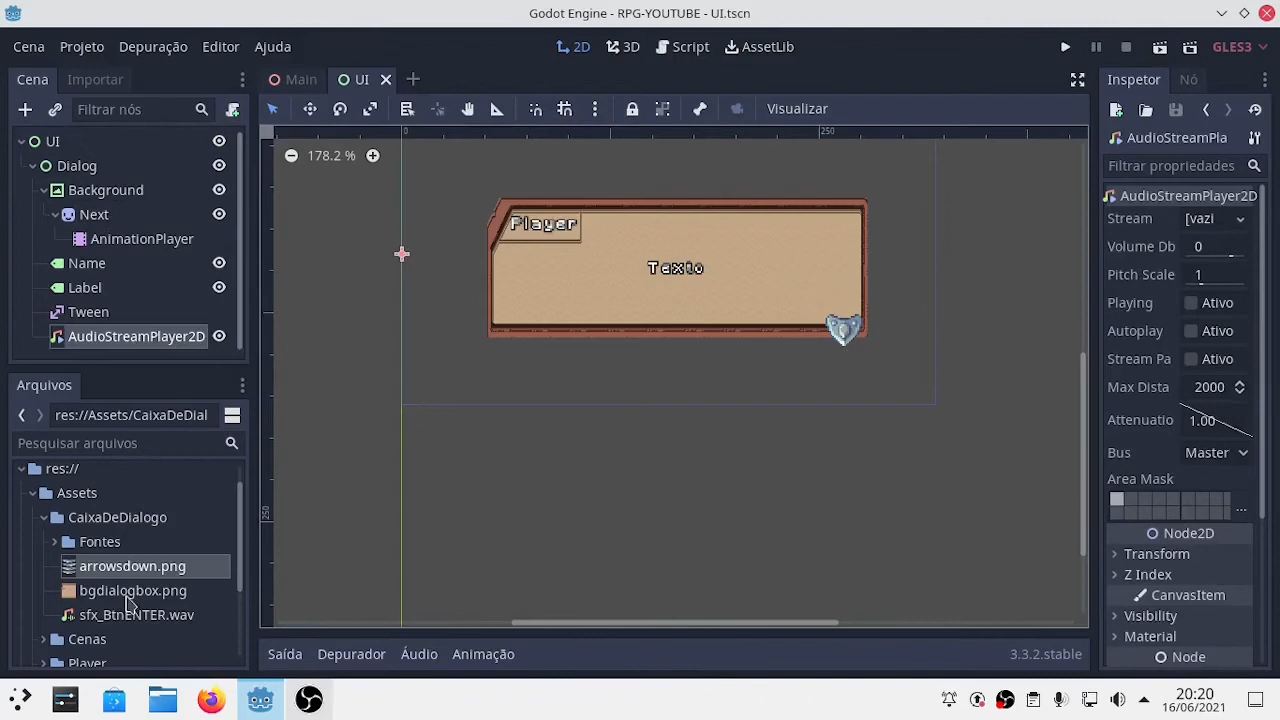 Godot Engine - RPG-YOUTUBE - UI.tscn
Cena Projeto Depuração Editor Ajuda
2D 3D Script AssetLib
GLES3
Cena Importar
Main UI
Inspetor Nó
Filtrar nós
Visualizar
UI
Dialog
Background
Next
AnimationPlayer
Name
Label
Tween
AudioStreamPlayer2D
0 250
178.2 %
Player
Texto
250
AudioStreamPla
Filtrar propriedades
AudioStreamPlayer2D
Stream [vazi
Volume Db 0
Pitch Scale 1
Playing Ativo
Autoplay Ativo
Stream Pa Ativo
Max Dista 2000
Attenuatio 1.00
Bus Master
Area Mask
...
Node2D
Transform
Z Index
CanvasItem
Visibility
Material
Node
Arquivos
res://Assets/CaixaDeDial
Pesquisar arquivos
res://
Assets
CaixaDeDialogo
Fontes
arrowsdown.png
bgdialogbox.png
sfx_BtnENTER.wav
Cenas
Player
Saída Depurador Áudio Animação
3.3.2.stable
20:20
16/06/2021